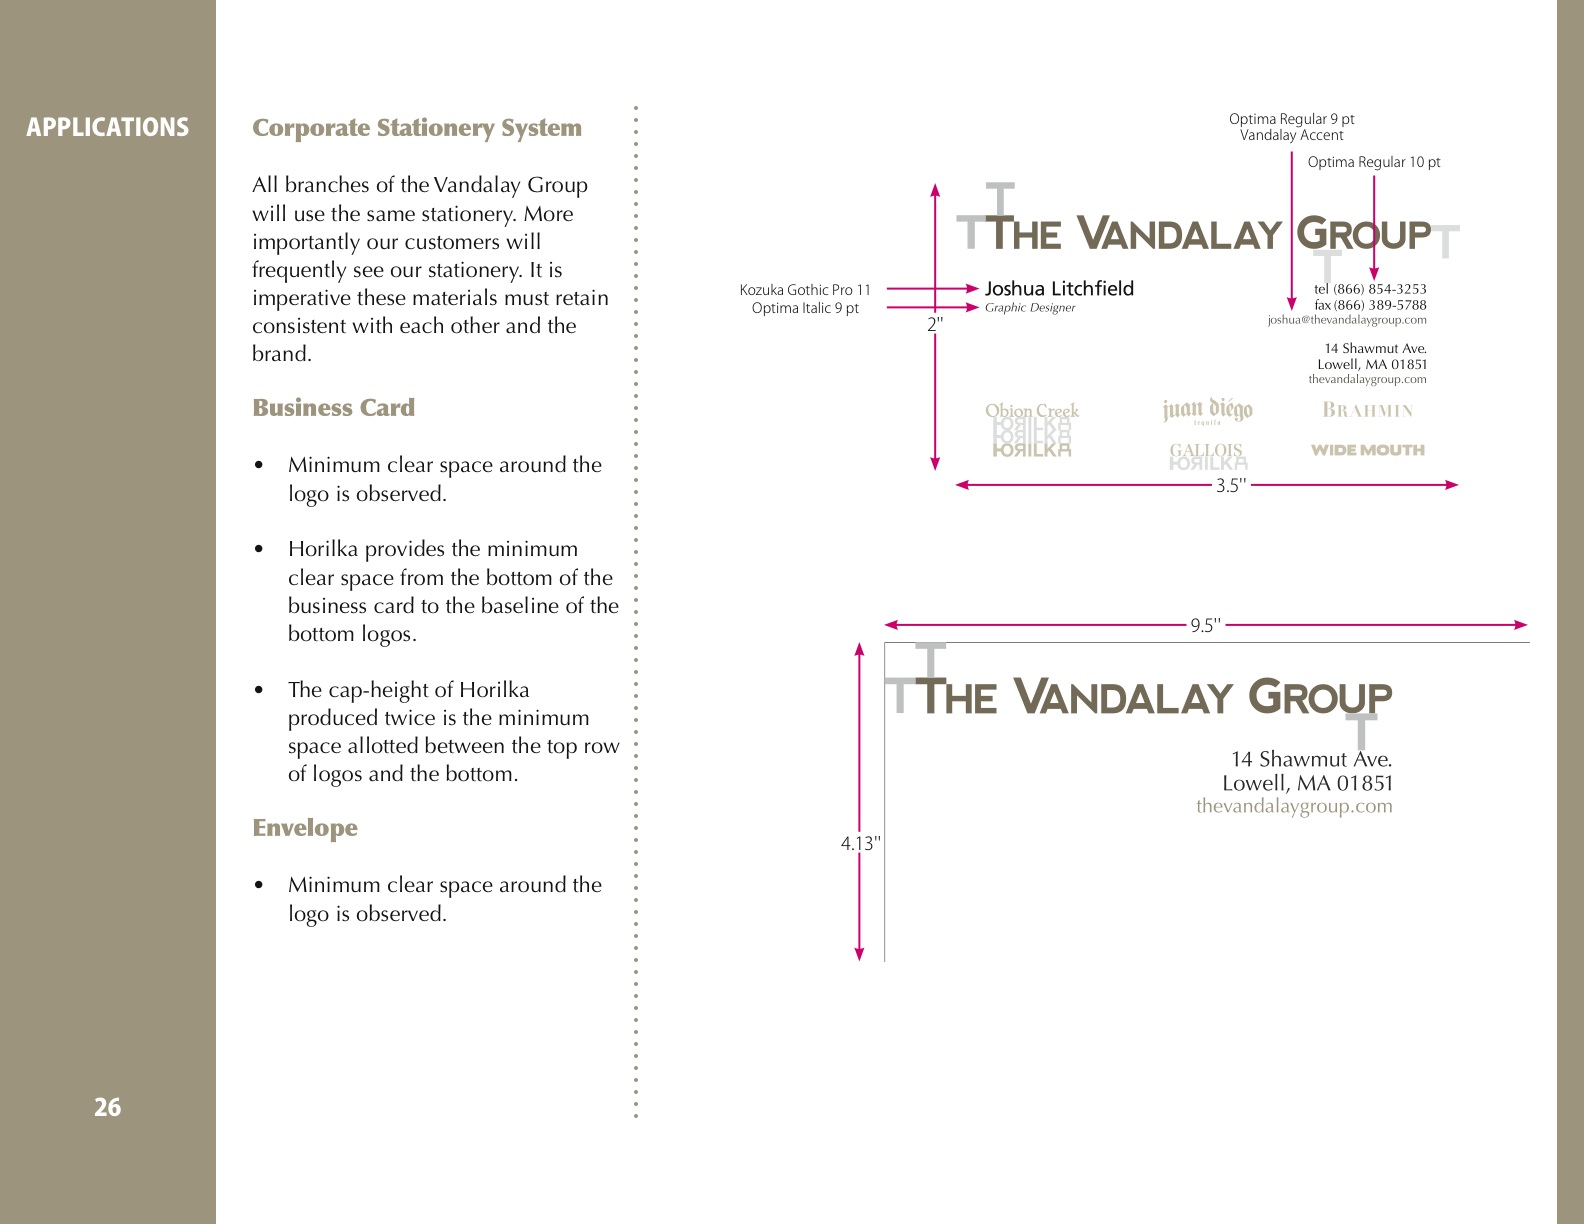 APPLICATIONS
Corporate Stationery System
All branches of the Vandalay Group
will use the same stationery. More
importantly our customers will
frequently see our stationery. It is
imperative these materials must retain
consistent with each other and the
brand.
Business Card
• Minimum clear space around the
logo is observed.
• Horilka provides the minimum
clear space from the bottom of the
business card to the baseline of the
bottom logos.
• The cap-height of Horilka
produced twice is the minimum
space allotted between the top row
of logos and the bottom.
Envelope
• Minimum clear space around the
logo is observed.
26
Optima Regular 9 pt
Vandalay Accent
Optima Regular 10 pt
T
T
THE VANDALAY GROUP
T
T
Kozuka Gothic Pro 11
Optima Italic 9 pt
Joshua Litchfield
Graphic Designer
2"
tel (866) 854-3253
fax (866) 389-5788
joshua@thevandalaygroup.com
14 Shawmut Ave.
Lowell, MA 01851
thevandalaygroup.com
Obion Creek
juan diégo
tequila
BRAHMIN
ЮЯILKA
ЮЯILKA
ЮЯILKA
GALLOIS
ЮЯILKA
WIDE MOUTH
3.5"
9.5"
T
T
THE VANDALAY GROUP
T
14 Shawmut Ave.
Lowell, MA 01851
thevandalaygroup.com
4.13"